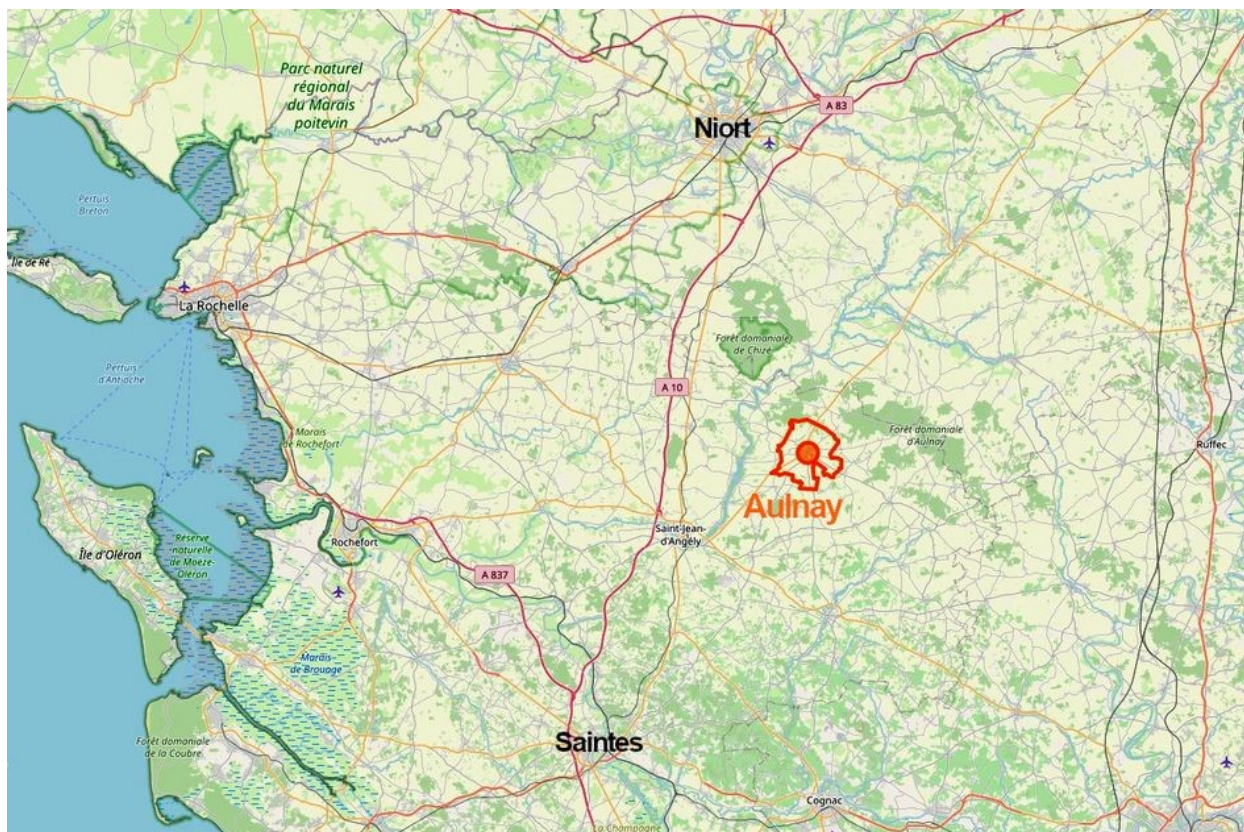 Parc naturel
régional
du Marais
poitevin
Niort
A 83
Pertuis
Breton
Île de Ré
La Rochelle
Forêt domaniale
de Chizé
Pertuis
d'Antioche
A 10
Marais
de Rochefort
Forêt domaniale
d'Aulnay
Ruffec
Aulnay
Saint-Jean-
d'Angély
Rochefort
Île d'Oléron
Réserve
naturelle
de Moëze-
Oléron
A 837
Marais
de Brouage
Forêt domaniale
de la Coubre
Saintes
Cognac
La Champagne